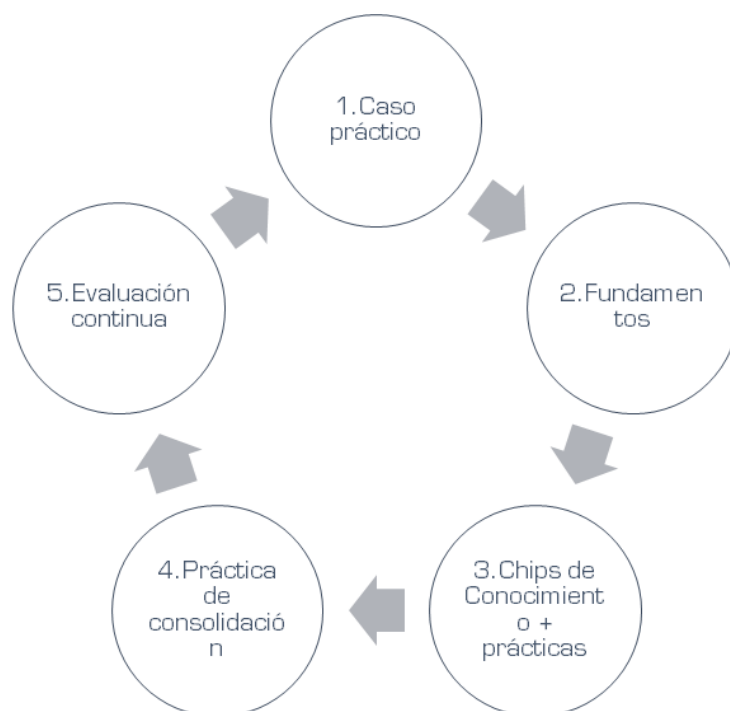 1.Caso
práctico
2.Fundamen
tos
3.Chips de
Conocimient
o +
prácticas
4.Práctica
de
consolidació
n
5.Evaluación
continua